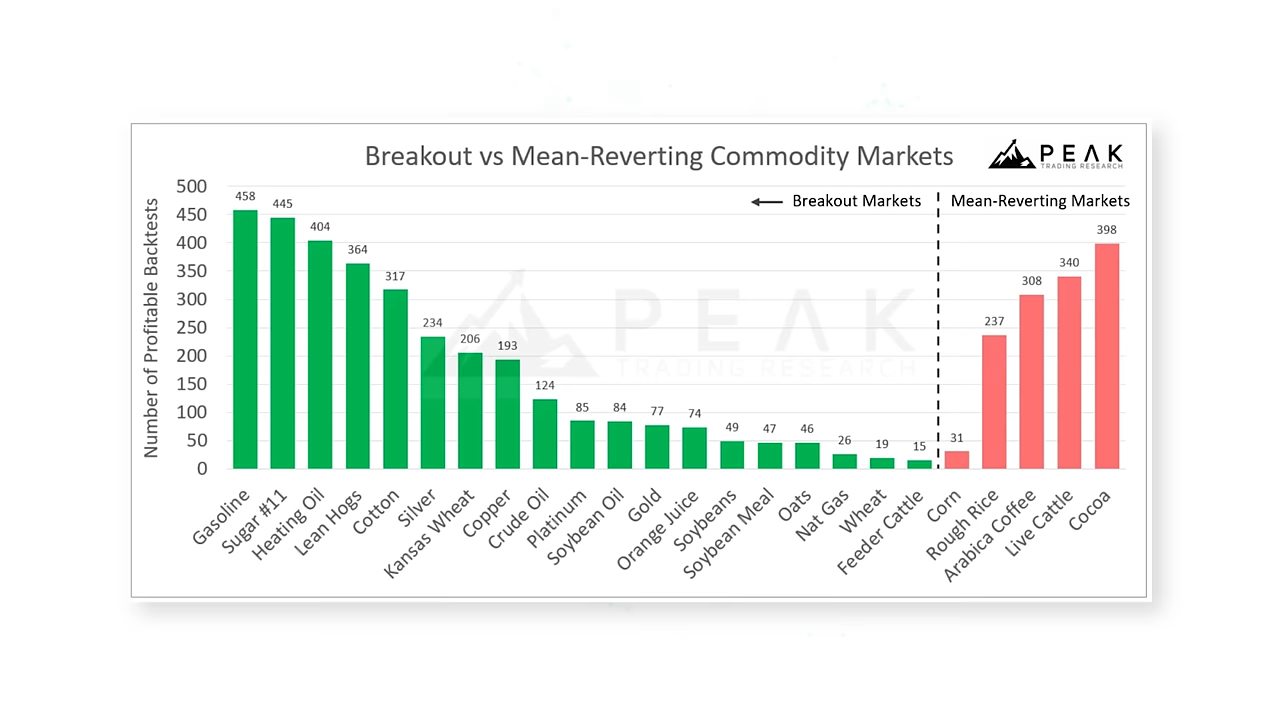 Breakout vs Mean-Reverting Commodity Markets
PEAK
TRADING RESEARCH
Breakout Markets
Mean-Reverting Markets
Number of Profitable Backtests
500
450
400
350
300
250
200
150
100
50
0
458
445
404
364
317
234
206
193
124
85
84
77
74
49
47
46
26
19
15
31
237
308
340
398
PEAK
TRADING RESEARCH
Gasoline
Sugar #11
Heating Oil
Lean Hogs
Cotton
Silver
Kansas Wheat
Copper
Crude Oil
Platinum
Soybean Oil
Gold
Orange Juice
Soybeans
Soybean Meal
Oats
Nat Gas
Wheat
Feeder Cattle
Corn
Rough Rice
Arabica Coffee
Live Cattle
Cocoa